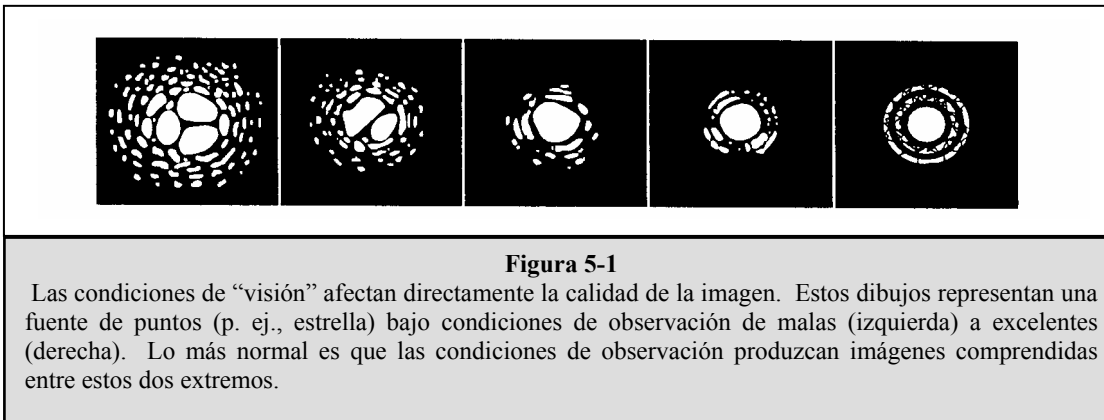 Figura 5-1
Las condiciones de “visión” afectan directamente la calidad de la imagen. Estos dibujos representan una
fuente de puntos (p. ej., estrella) bajo condiciones de observación de malas (izquierda) a excelentes
(derecha). Lo más normal es que las condiciones de observación produzcan imágenes comprendidas
entre estos dos extremos.